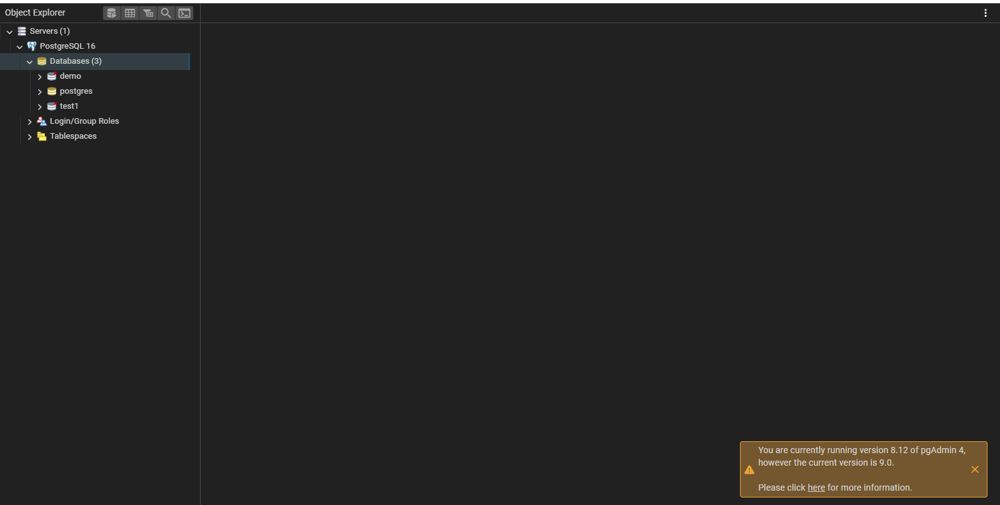 Object Explorer
Servers (1)
PostgreSQL 16
Databases (3)
demo
postgres
test1
Login/Group Roles
Tablespaces
You are currently running version 8.12 of pgAdmin 4,
however the current version is 9.0.
Please click here for more information.